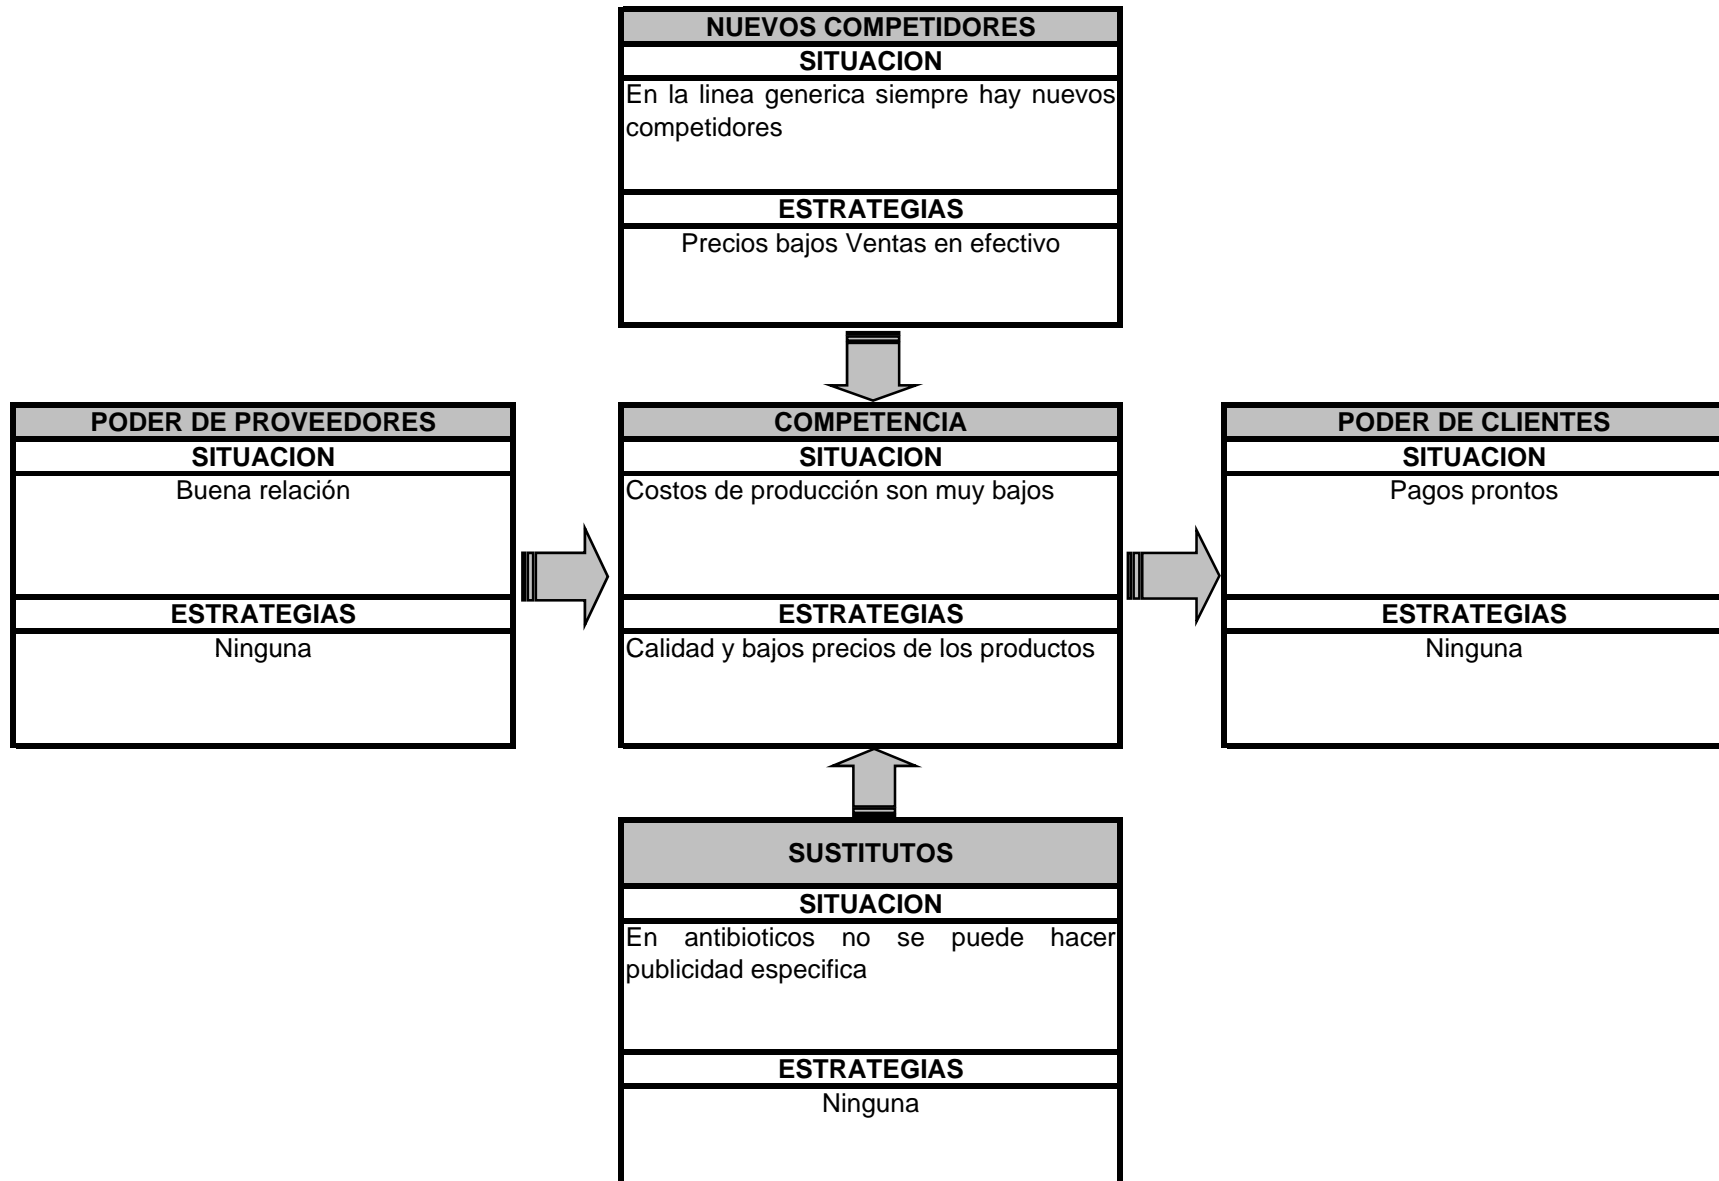 NUEVOS COMPETIDORES
SITUACION
En la linea generica siempre hay nuevos
competidores
ESTRATEGIAS
Precios bajos Ventas en efectivo
PODER DE PROVEEDORES
SITUACION
Buena relación
ESTRATEGIAS
Ninguna
COMPETENCIA
SITUACION
Costos de producción son muy bajos
ESTRATEGIAS
Calidad y bajos precios de los productos
PODER DE CLIENTES
SITUACION
Pagos prontos
ESTRATEGIAS
Ninguna
SUSTITUTOS
SITUACION
En antibioticos no se puede hacer
publicidad especifica
ESTRATEGIAS
Ninguna